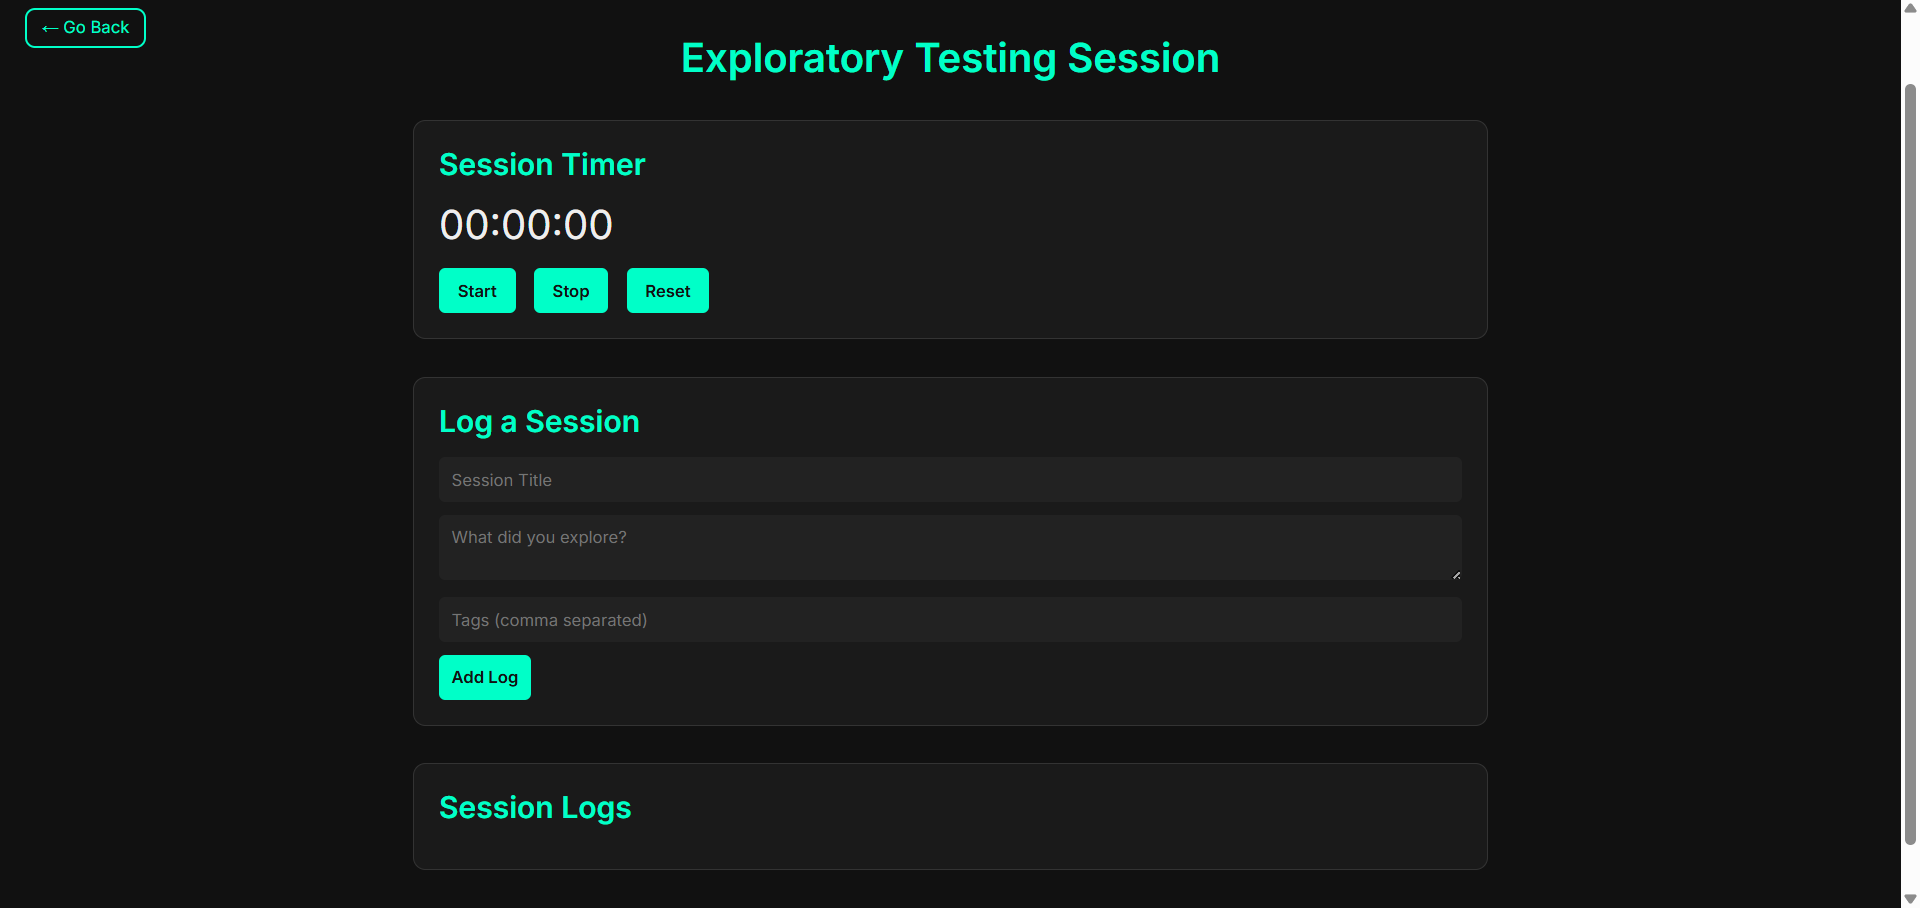 ← Go Back
Exploratory Testing Session
Session Timer
00:00:00
Start Stop Reset
Log a Session
Session Title
What did you explore?
Tags (comma separated)
Add Log
Session Logs